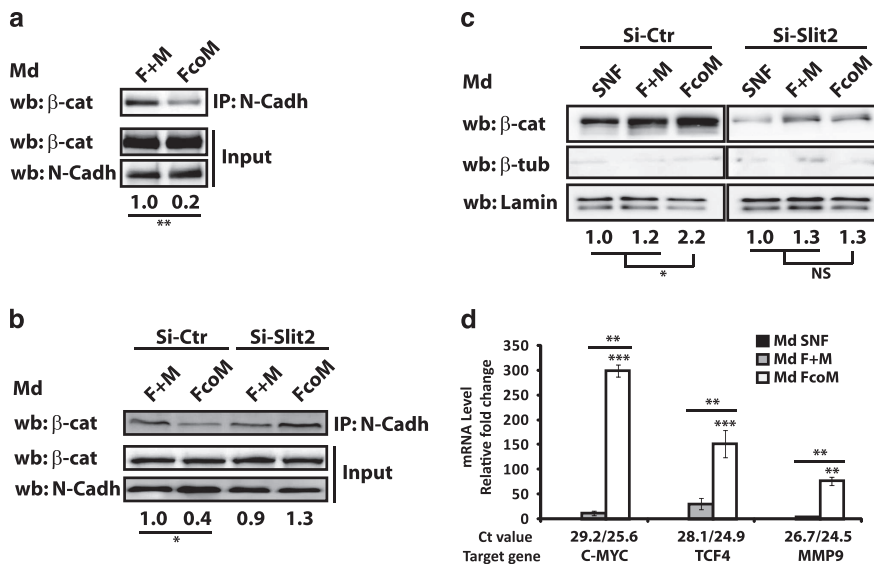 a
Md F+M FcoM
wb: β-cat IP: N-Cadh
wb: β-cat
wb: N-Cadh
Input
1.0 0.2
**
b
Si-Ctr Si-Slit2
Md F+M FcoM F+M FcoM
wb: β-cat IP: N-Cadh
wb: β-cat
wb: N-Cadh
Input
1.0 0.4 0.9 1.3
*
c
Si-Ctr Si-Slit2
Md SNF F+M FcoM SNF F+M FcoM
wb: β-cat
wb: β-tub
wb: Lamin
1.0 1.2 2.2 1.0 1.3 1.3
* NS
d
mRNA Level
Relative fold change
350
300
250
200
150
100
50
0
Md SNF
Md F+M
Md FcoM
** ***
** ***
** **
Ct value 29.2/25.6 28.1/24.9 26.7/24.5
Target gene C-MYC TCF4 MMP9